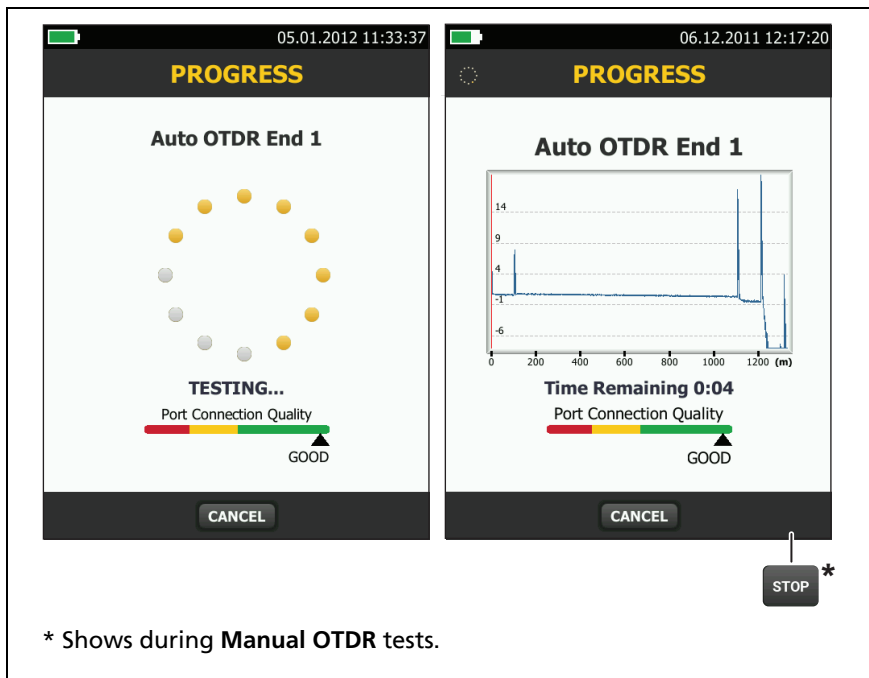 05.01.2012 11:33:37
PROGRESS
Auto OTDR End 1
TESTING...
Port Connection Quality
GOOD
CANCEL
06.12.2011 12:17:20
PROGRESS
Auto OTDR End 1
14
9
4
-1
-6
0 200 400 600 800 1000 1200 (m)
Time Remaining 0:04
Port Connection Quality
GOOD
CANCEL
STOP *
* Shows during Manual OTDR tests.